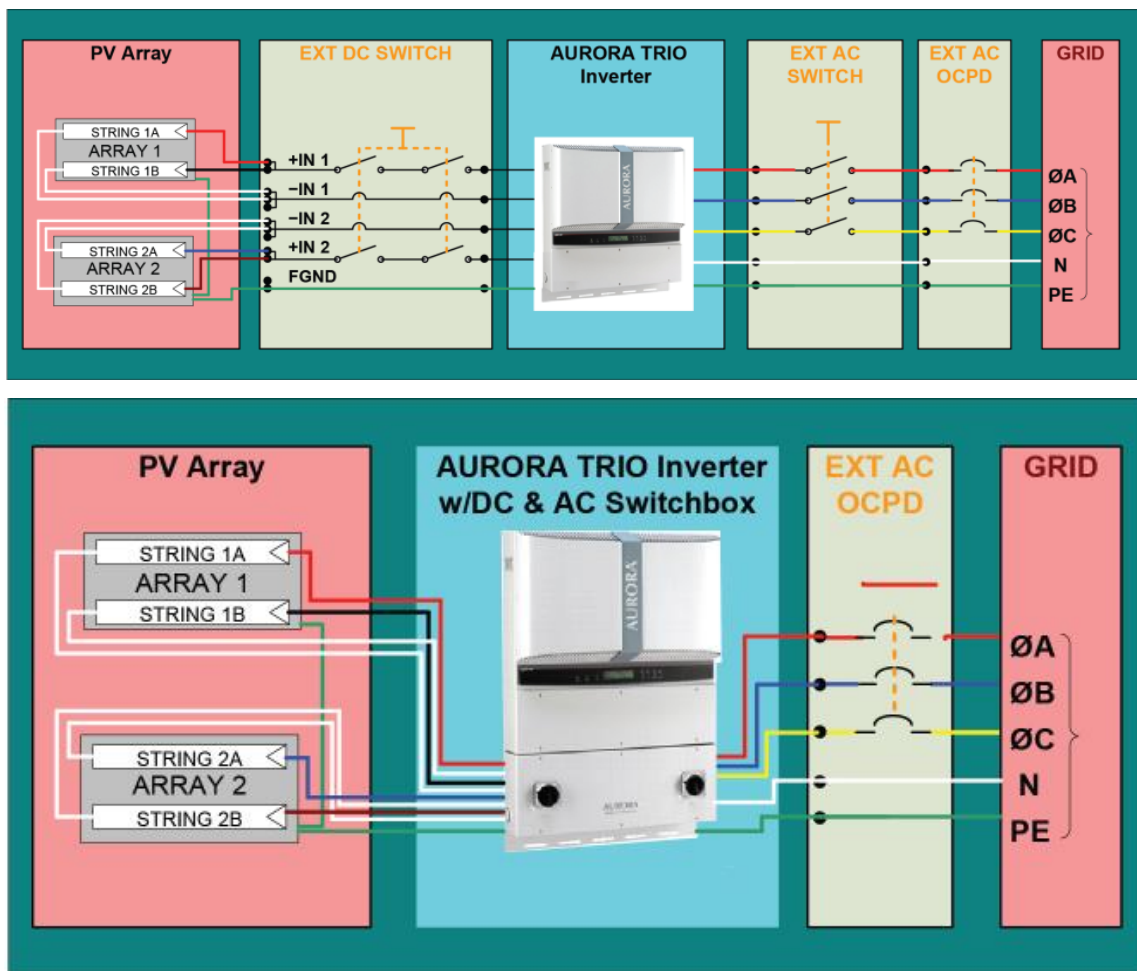 PV Array
EXT DC SWITCH
AURORA TRIO
Inverter
EXT AC
SWITCH
EXT AC
OCPD
GRID
STRING 1A
ARRAY 1
STRING 1B
STRING 2A
ARRAY 2
STRING 2B
+IN 1
−IN 1
−IN 2
+IN 2
FGND
AURORA
ØA
ØB
ØC
N
PE
PV Array
AURORA TRIO Inverter
w/DC & AC Switchbox
EXT AC
OCPD
GRID
STRING 1A
ARRAY 1
STRING 1B
STRING 2A
ARRAY 2
STRING 2B
AURORA
AURORA
ØA
ØB
ØC
N
PE